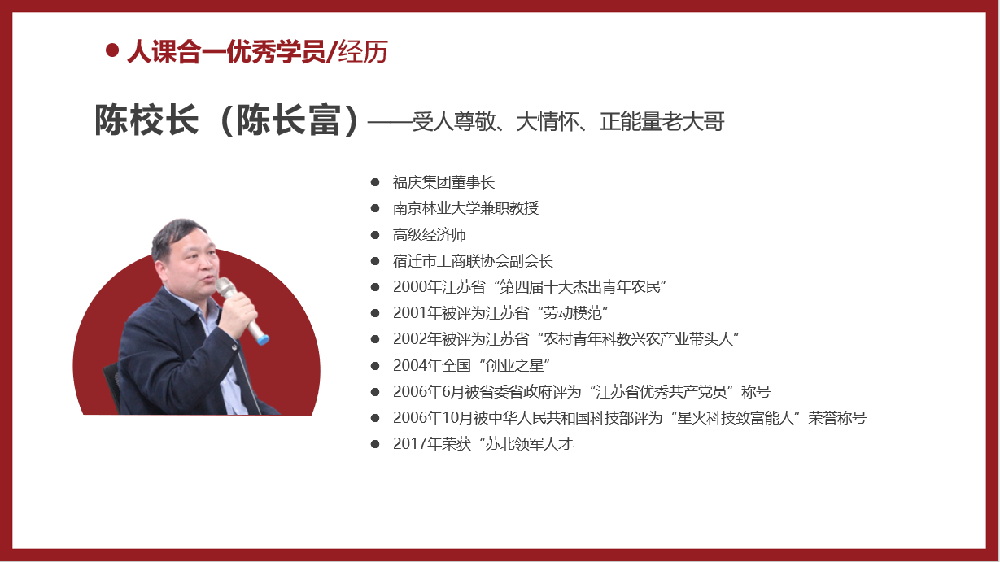 人课合一优秀学员/经历
陈校长（陈长富）——受人尊敬、大情怀、正能量老大哥
● 福庆集团董事长
● 南京林业大学兼职教授
● 高级经济师
● 宿迁市工商联协会副会长
● 2000年江苏省“第四届十大杰出青年农民”
● 2001年被评为江苏省“劳动模范”
● 2002年被评为江苏省“农村青年科教兴农产业带头人”
● 2004年全国“创业之星”
● 2006年6月被省委省政府评为“江苏省优秀共产党员”称号
● 2006年10月被中华人民共和国科技部评为“星火科技致富能人”荣誉称号
● 2017年荣获“苏北领军人才